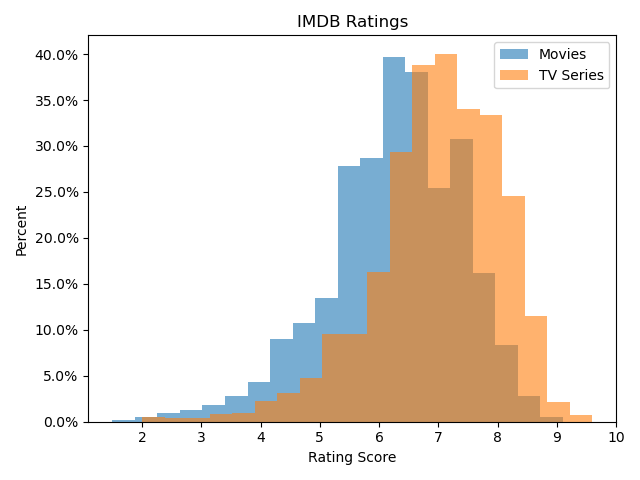 IMDB Ratings
Movies
TV Series
40.0%
35.0%
30.0%
25.0%
20.0%
15.0%
10.0%
5.0%
0.0%
Percent
2 3 4 5 6 7 8 9 10
Rating Score